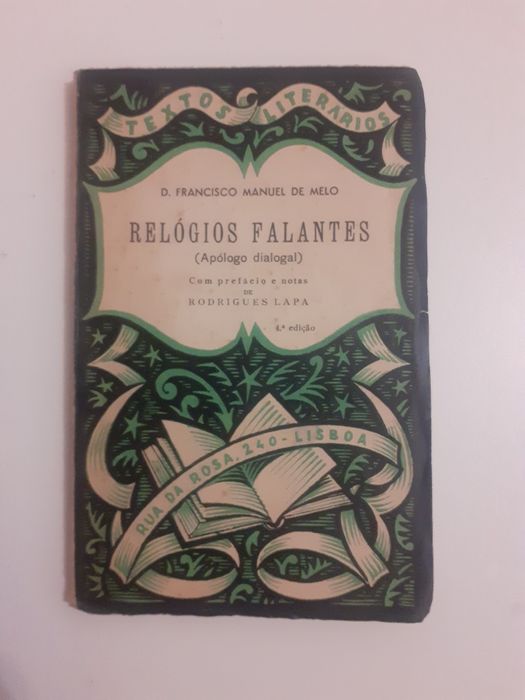 TEXTOS LITERÁRIOS
D. FRANCISCO MANUEL DE MELO
RELÓGIOS FALANTES
(Apólogo dialogal)
Com prefácio e notas
DE
RODRIGUES LAPA
4.ª edição
RUA DA ROSA, 240-LISBOA